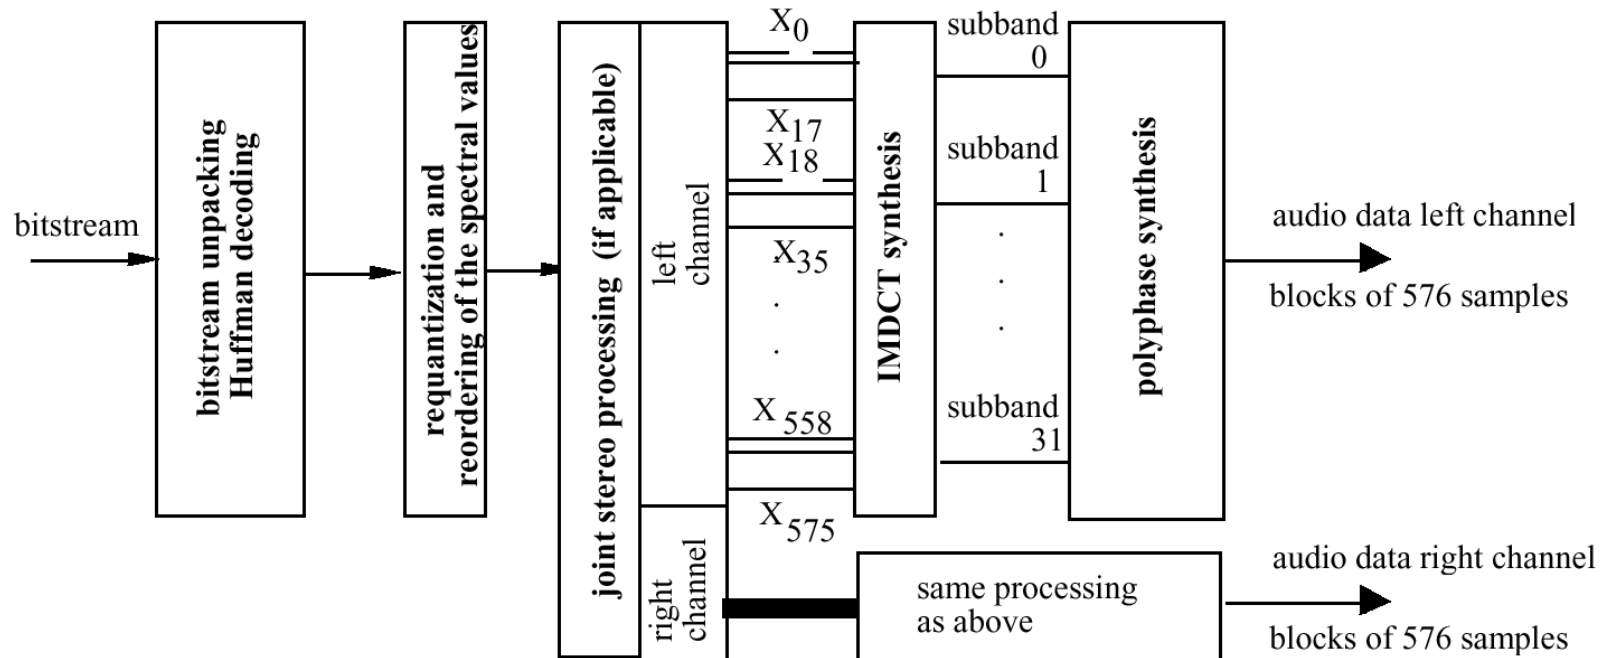 bitstream
bitstream unpacking
Huffman decoding
requantization and
reordering of the spectral values
joint stereo processing (if applicable)
left
channel
right
channel
X0
X17
X18
X35
.
.
.
X 558
X 575
IMDCT synthesis
subband
0
subband
1
.
.
.
subband
31
polyphase synthesis
audio data left channel
blocks of 576 samples
same processing
as above
audio data right channel
blocks of 576 samples